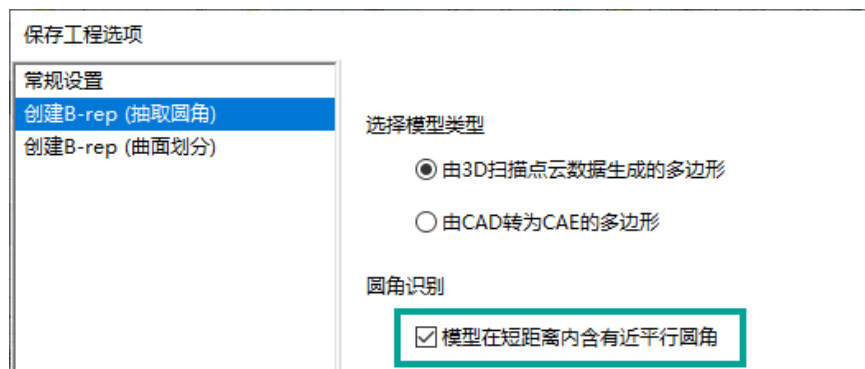 保存工程选项
常规设置
创建B-rep (抽取圆角)
创建B-rep (曲面划分)
选择模型类型
由3D扫描点云数据生成的多边形
由CAD转为CAE的多边形
圆角识别
模型在短距离内含有近平行圆角